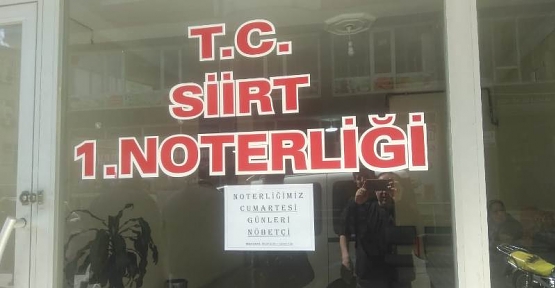 T.C.
SİİRT
1.NOTERLİĞİ
NOTERLİĞİMİZ
CUMARTESİ
GÜNLERİ
NÖBETÇİ